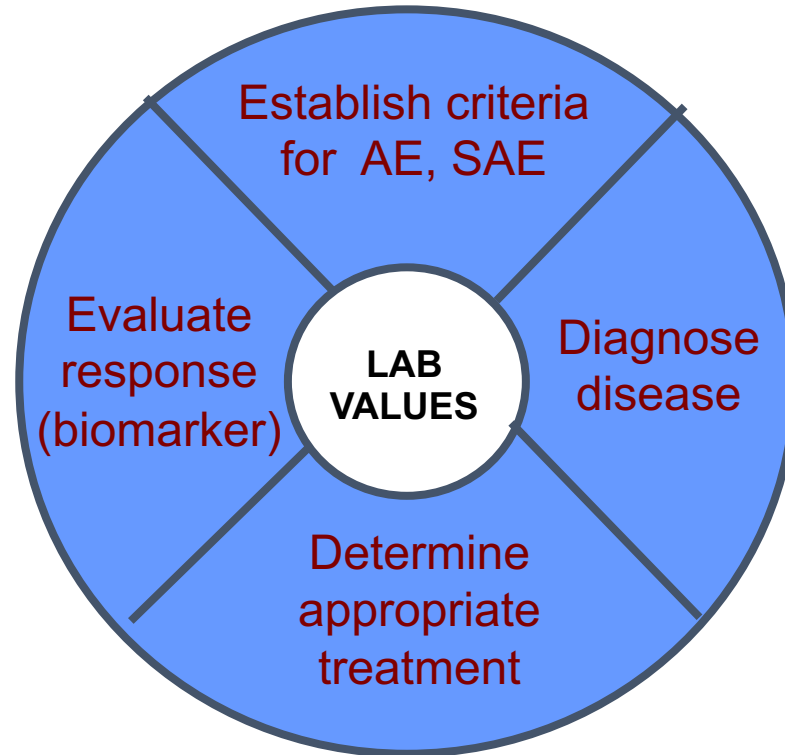 Establish criteria
for AE, SAE
Evaluate
response
(biomarker)
LAB
VALUES
Diagnose
disease
Determine
appropriate
treatment